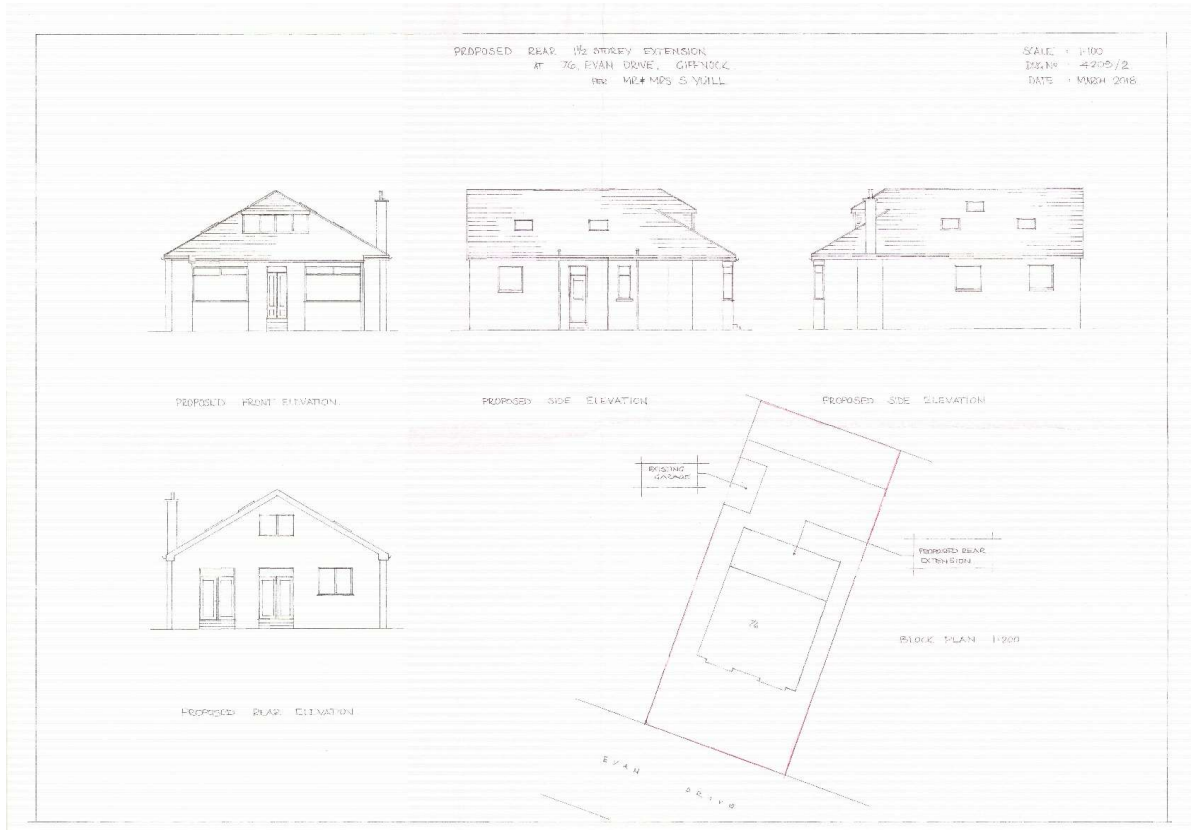 PROPOSED REAR 1½ STOREY EXTENSION
AT 76, EVAN DRIVE, GIFFNOCK
PER MR & MRS S YUILL
SCALE : 1-100
DWG Nº 4209/2
DATE : MARCH 2018
PROPOSED FRONT ELEVATION
PROPOSED SIDE ELEVATION
PROPOSED SIDE ELEVATION
EXISTING
GARAGE
PROPOSED REAR
EXTENSION
76
BLOCK PLAN 1-200
PROPOSED REAR ELEVATION
EVAN DRIVE